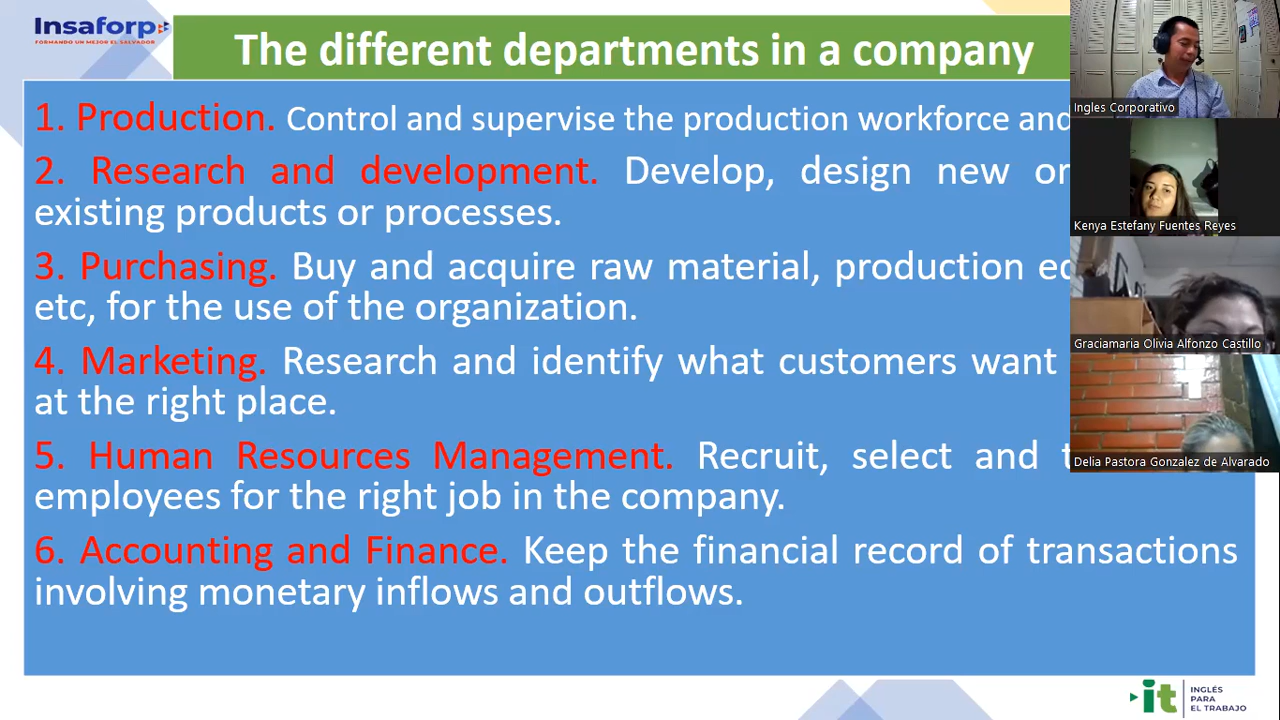 Insaforp
FORMANDO UN MEJOR EL SALVADOR
The different departments in a company
1. Production. Control and supervise the production workforce and
2. Research and development. Develop, design new or
existing products or processes.
3. Purchasing. Buy and acquire raw material, production
etc, for the use of the organization.
4. Marketing. Research and identify what customers want
at the right place.
5. Human Resources Management. Recruit, select and
employees for the right job in the company.
6. Accounting and Finance. Keep the financial record of transactions
involving monetary inflows and outflows.
Ingles Corporativo
Kenya Estefany Fuentes Reyes
Graciamaria Olivia Alfonzo Castillo
Delia Pastora Gonzalez de Alvarado
it
INGLÉS
PARA
EL TRABAJO